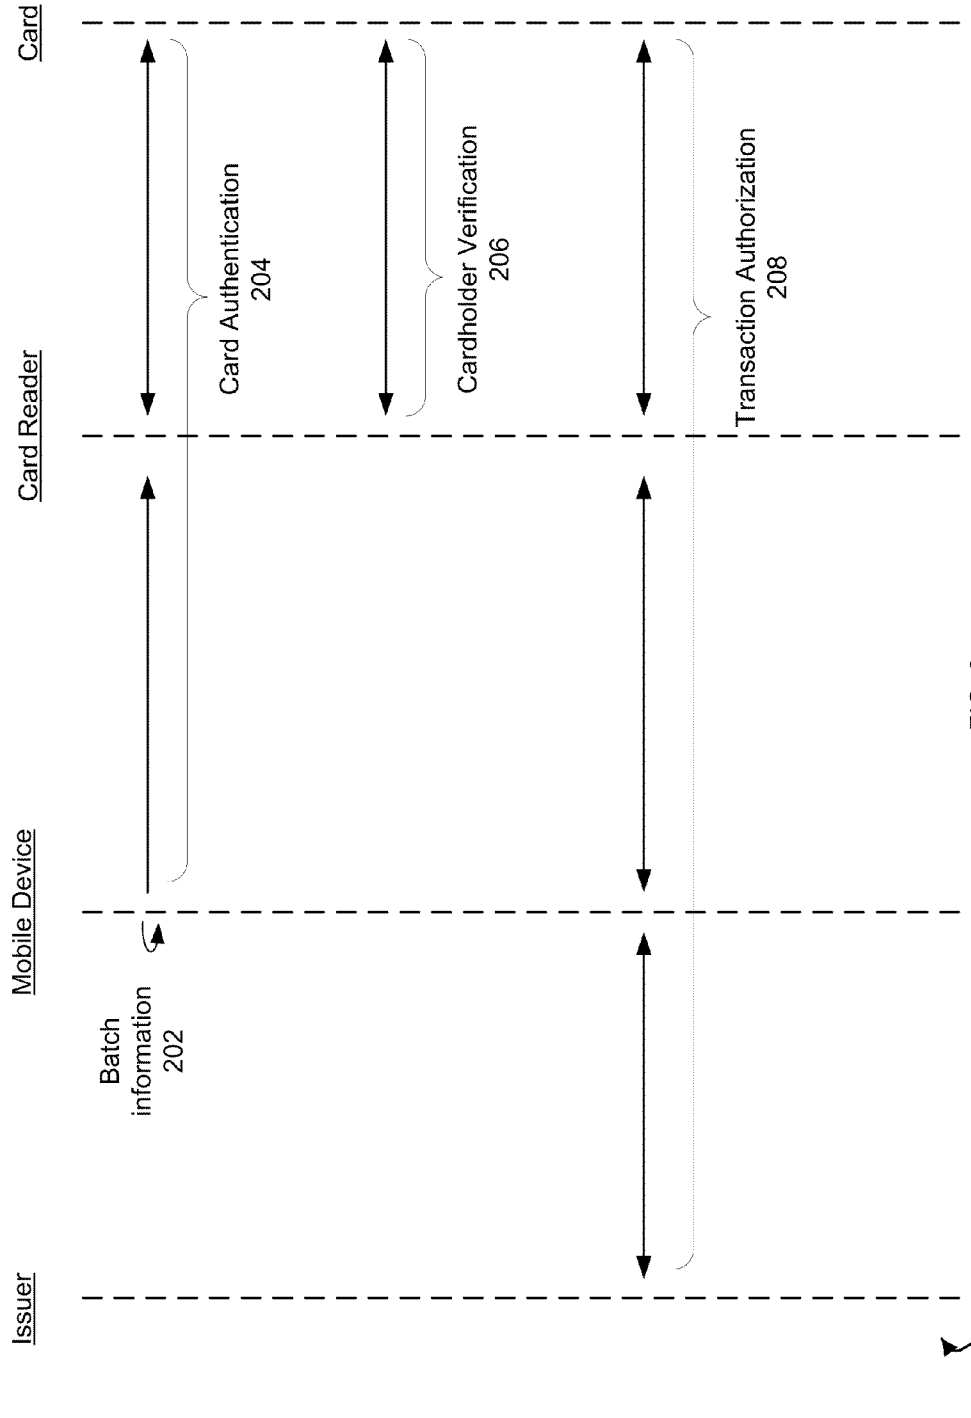 Issuer
Mobile Device
Card Reader
Card
Batch
information
202
Card Authentication
204
Cardholder Verification
206
Transaction Authorization
208